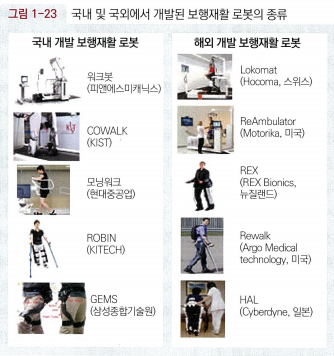 그림 1-23 국내 및 국외에서 개발된 보행재활 로봇의 종류
국내 개발 보행재활 로봇
워크봇
(피앤에스미캐닉스)
COWALK
(KIST)
모닝워크
(현대중공업)
ROBIN
(KITECH)
GEMS
(삼성종합기술원)
해외 개발 보행재활 로봇
Lokomat
(Hocoma, 스위스)
ReAmbulator
(Motorika, 미국)
REX
(REX Bionics,
뉴질랜드)
Rewalk
(Argo Medical
technology, 미국)
HAL
(Cyberdyne, 일본)